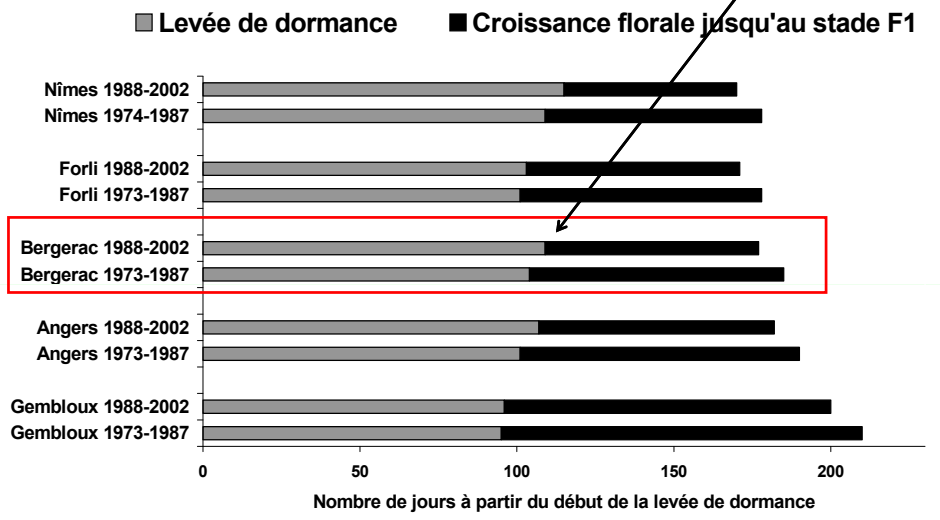 Levée de dormance Croissance florale jusqu'au stade F1
Nîmes 1988-2002
Nîmes 1974-1987
Forli 1988-2002
Forli 1973-1987
Bergerac 1988-2002
Bergerac 1973-1987
Angers 1988-2002
Angers 1973-1987
Gembloux 1988-2002
Gembloux 1973-1987
0 50 100 150 200
Nombre de jours à partir du début de la levée de dormance